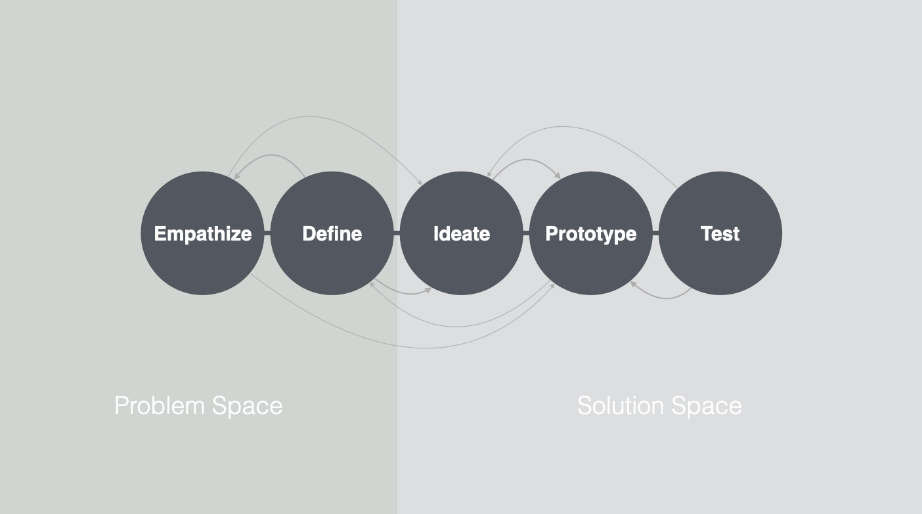 Empathize
Define
Ideate
Prototype
Test
Problem Space
Solution Space